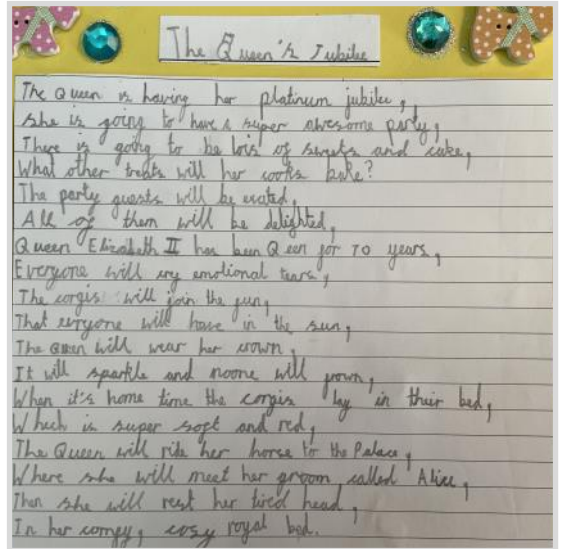 The Queen's Jubilee
The Queen is having her platinum jubilee,
She is going to have a super awesome party,
There is going to be lots of sweets and cake,
What other treats will her cooks bake?
The party guests will be excited,
All of them will be delighted,
Queen Elizabeth II has been Queen for 70 years,
Everyone will cry emotional tears,
The corgis will join the fun,
That everyone will have in the sun,
The Queen will wear her crown,
It will sparkle and noone will frown,
When it's home time the corgis lay in their bed,
Which is super soft and red,
The Queen will ride her horse to the Palace,
Where she will meet her groom called Alice,
Then she will rest her tired head,
In her comfy, cosy royal bed.